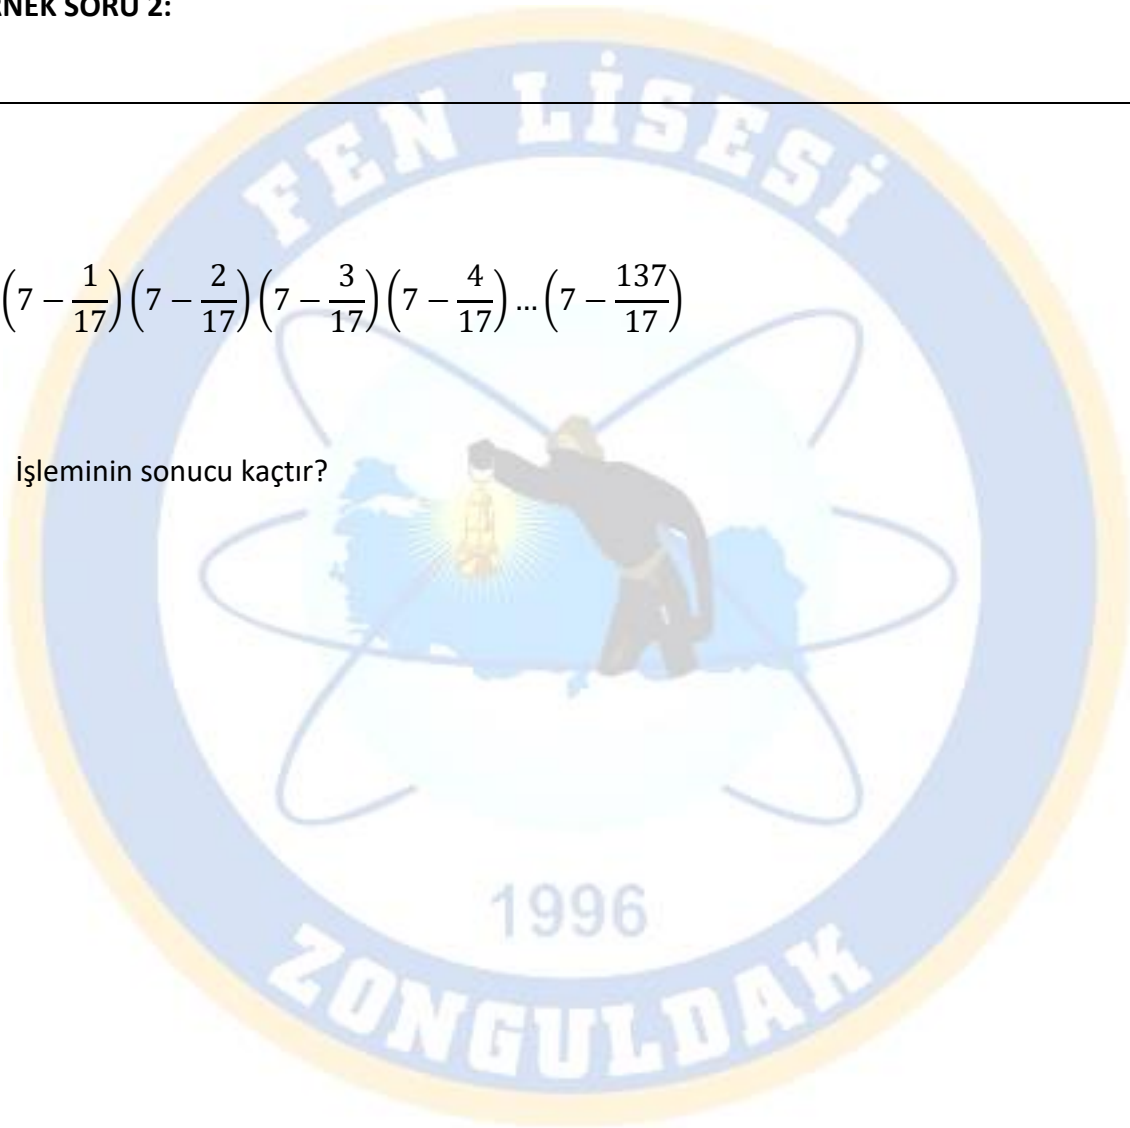 RNEK SORU 2:
FEN LİSESİ
(7 − 1/17)(7 − 2/17)(7 − 3/17)(7 − 4/17) … (7 − 137/17)
İşleminin sonucu kaçtır?
1996
ZONGULDAK